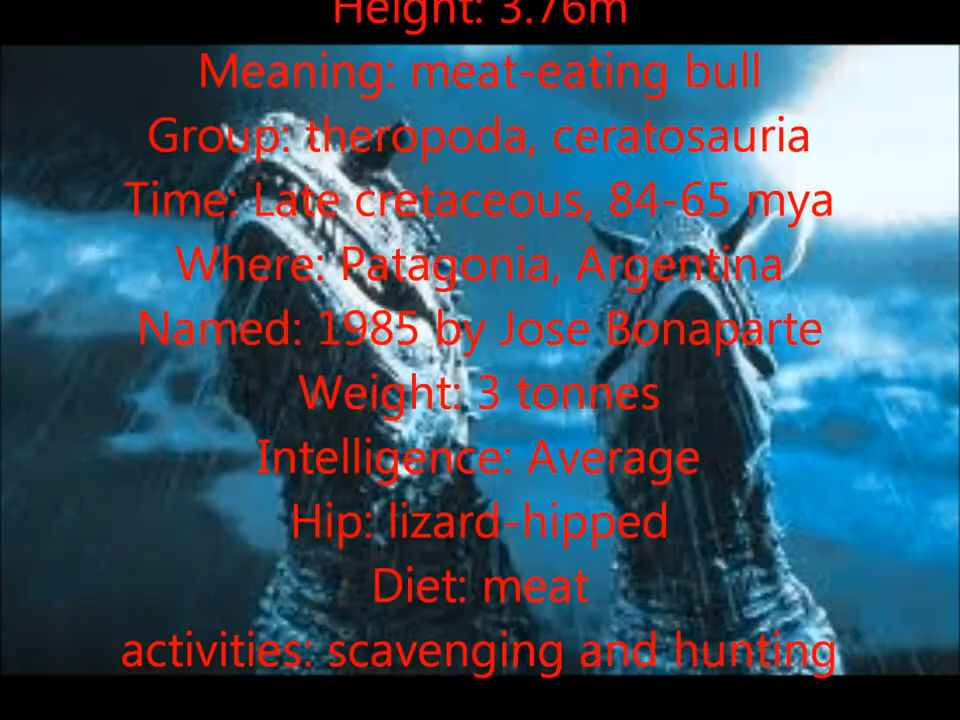 Height: 3.76m
Meaning: meat-eating bull
Group: theropoda, ceratosauria
Time: Late cretaceous, 84-65 mya
Where: Patagonia, Argentina
Named: 1985 by Jose Bonaparte
Weight: 3 tonnes
Intelligence: Average
Hip: lizard-hipped
Diet: meat
activities: scavenging and hunting